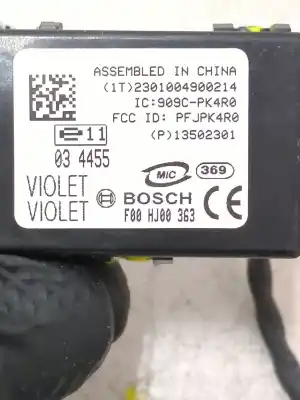 ASSEMBLED IN CHINA
(1T)2301004900214
IC:909C-PK4R0
FCC ID: PFJPK4R0
(P)13502301
e 11
03 4455
MIC
369
VIOLET
VIOLET
BOSCH
F00 HJ00 363
CE